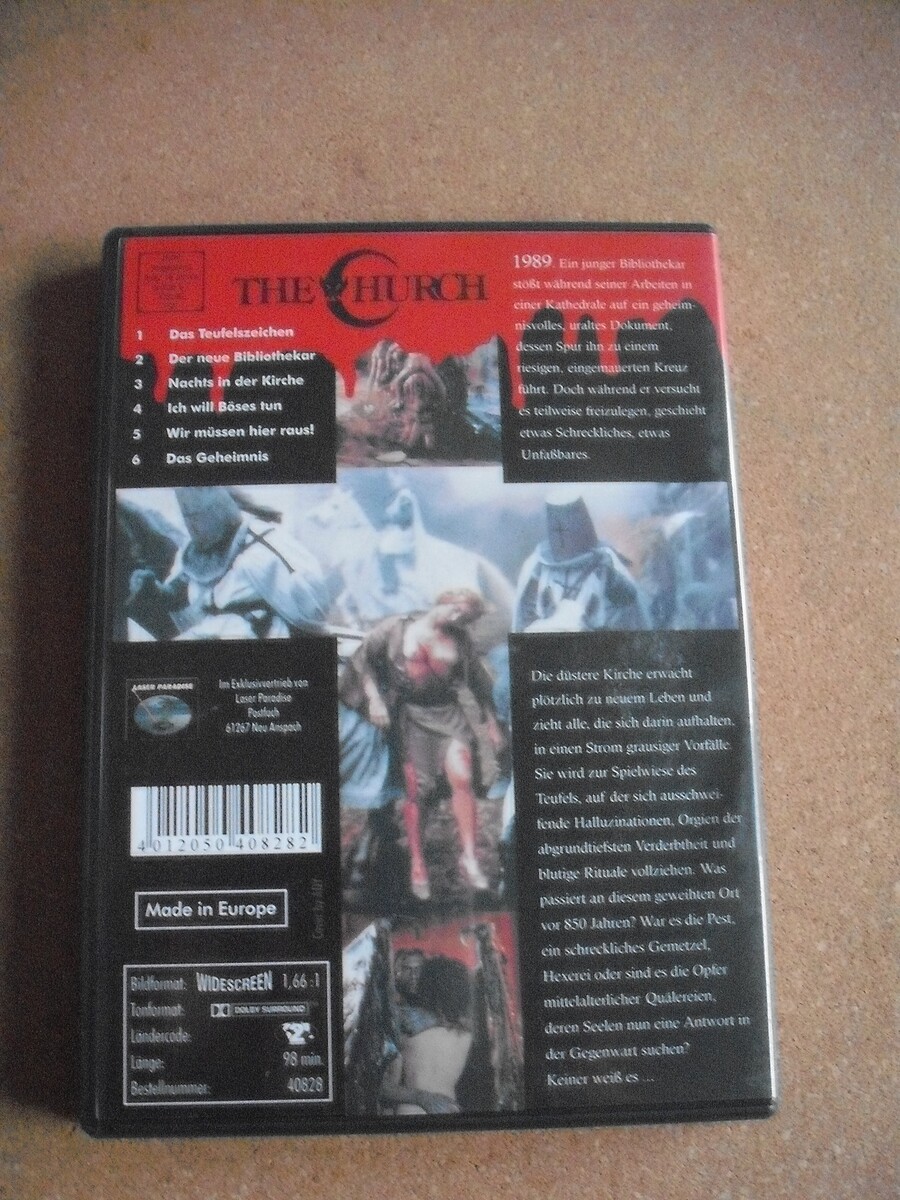 THE CHURCH
1 Das Teufelszeichen
2 Der neue Bibliothekar
3 Nachts in der Kirche
4 Ich will Böses tun
5 Wir müssen hier raus!
6 Das Geheimnis
1989. Ein junger Bibliothekar
stößt während seiner Arbeiten in
einer Kathedrale auf ein geheim-
nisvolles, uraltes Dokument,
dessen Spur ihn zu einem
riesigen, eingemauerten Kreuz
führt. Doch während er versucht
es teilweise freizulegen, geschieht
etwas Schreckliches, etwas
Unfaßbares.
LASER PARADISE
Im Exklusivvertrieb von
Laser Paradise
Postfach
61267 Neu Anspach
4 012050 408282
Made in Europe
Bildformat: WIDESCREEN 1,66:1
Tonformat: DOLBY SURROUND
Ländercode:
Länge: 98 min.
Bestellnummer: 40828
Die düstere Kirche erwacht
plötzlich zu neuem Leben und
zieht alle, die sich darin aufhalten,
in einen Strom grausiger Vorfälle.
Sie wird zur Spielwiese des
Teufels, auf der sich ausschwei-
fende Halluzinationen, Orgien der
abgrundtiefsten Verderbtheit und
blutige Rituale vollziehen. Was
passiert an diesem geweihten Ort
vor 850 Jahren? War es die Pest,
ein schreckliches Gemetzel,
Hexerei oder sind es die Opfer
mittelalterlicher Quälereien,
deren Seelen nun eine Antwort in
der Gegenwart suchen?
Keiner weiß es ...